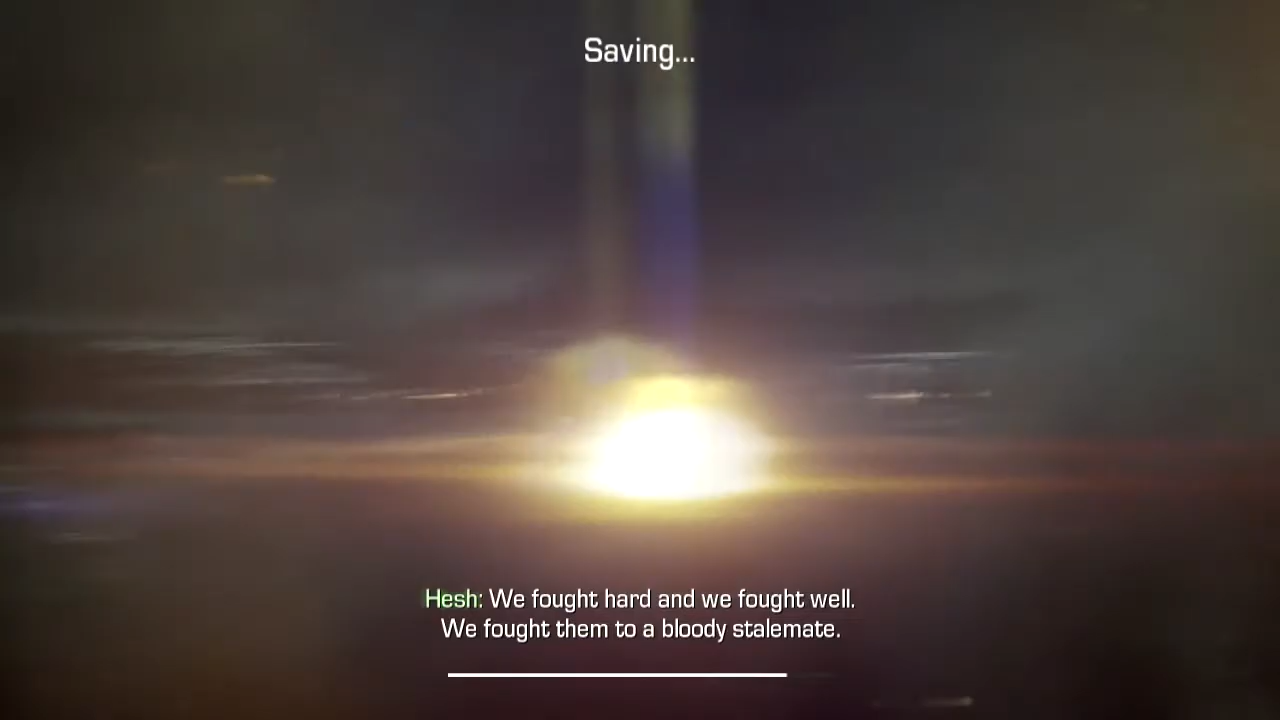 Saving...
Hesh: We fought hard and we fought well.
We fought them to a bloody stalemate.